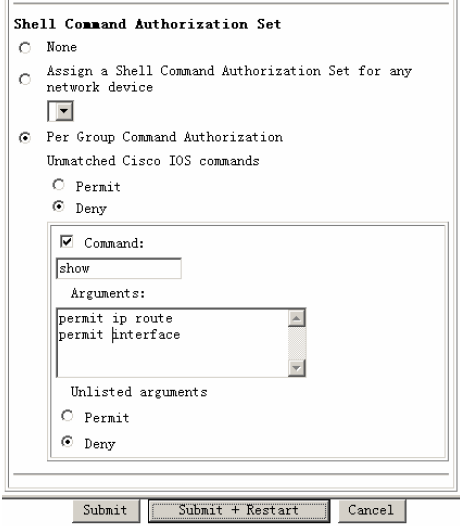 Shell Command Authorization Set
None
Assign a Shell Command Authorization Set for any
network device
Per Group Command Authorization
Unmatched Cisco IOS commands
Permit
Deny
Command:
show
Arguments:
permit ip route
permit interface
Unlisted arguments
Permit
Deny
Submit Submit + Restart Cancel